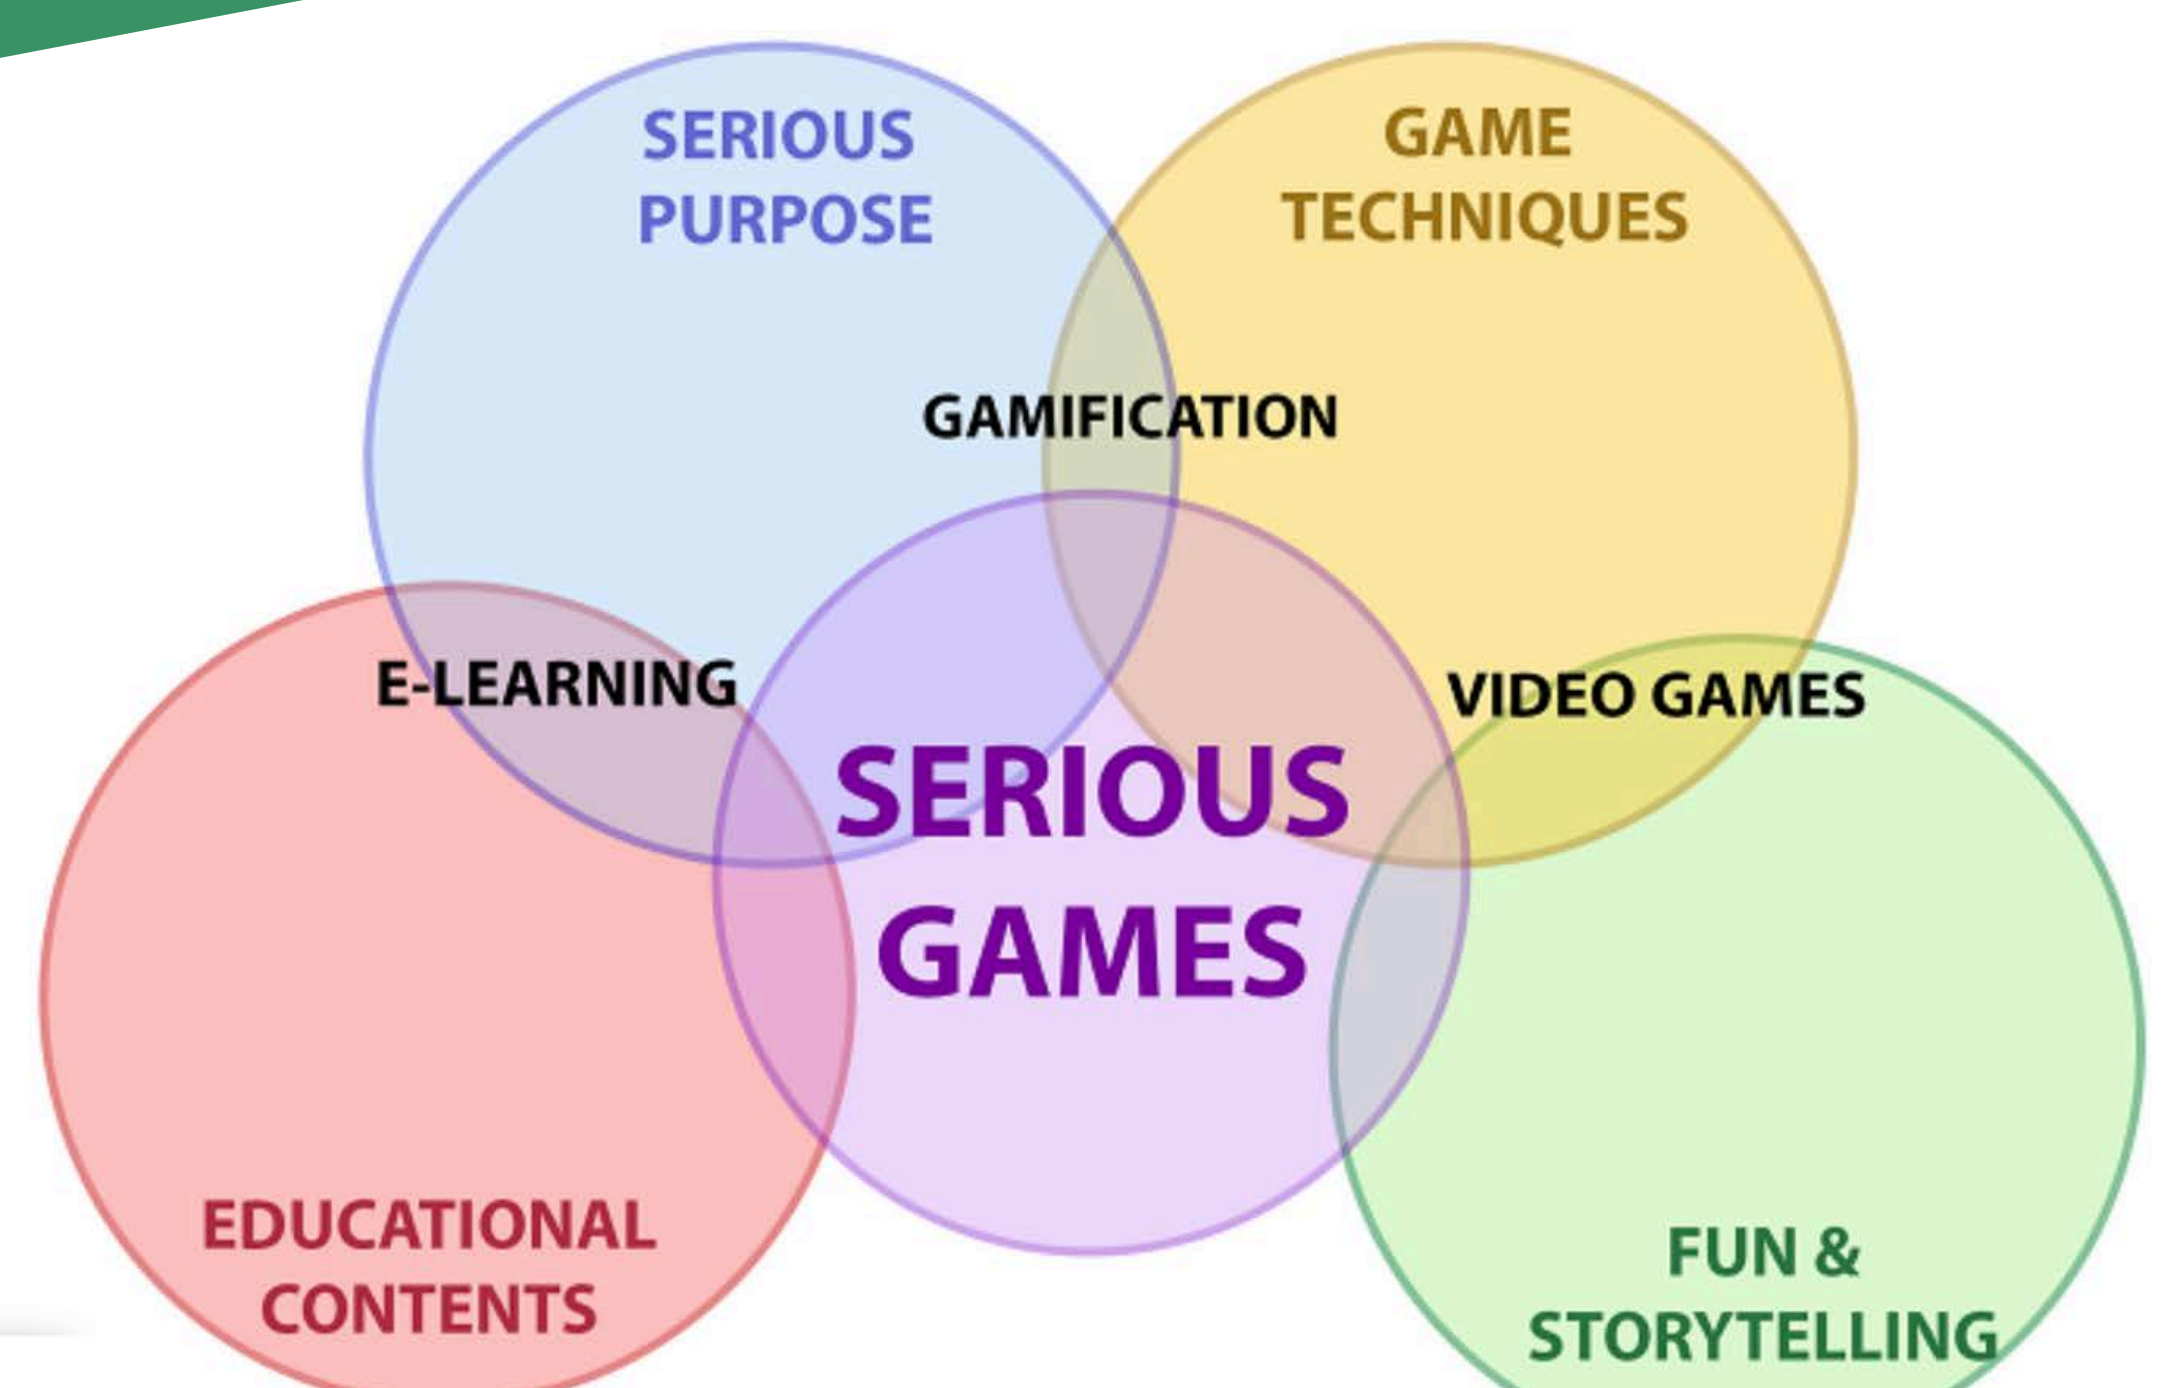 SERIOUS
PURPOSE
GAME
TECHNIQUES
GAMIFICATION
E-LEARNING
VIDEO GAMES
SERIOUS
GAMES
EDUCATIONAL
CONTENTS
FUN &
STORYTELLING